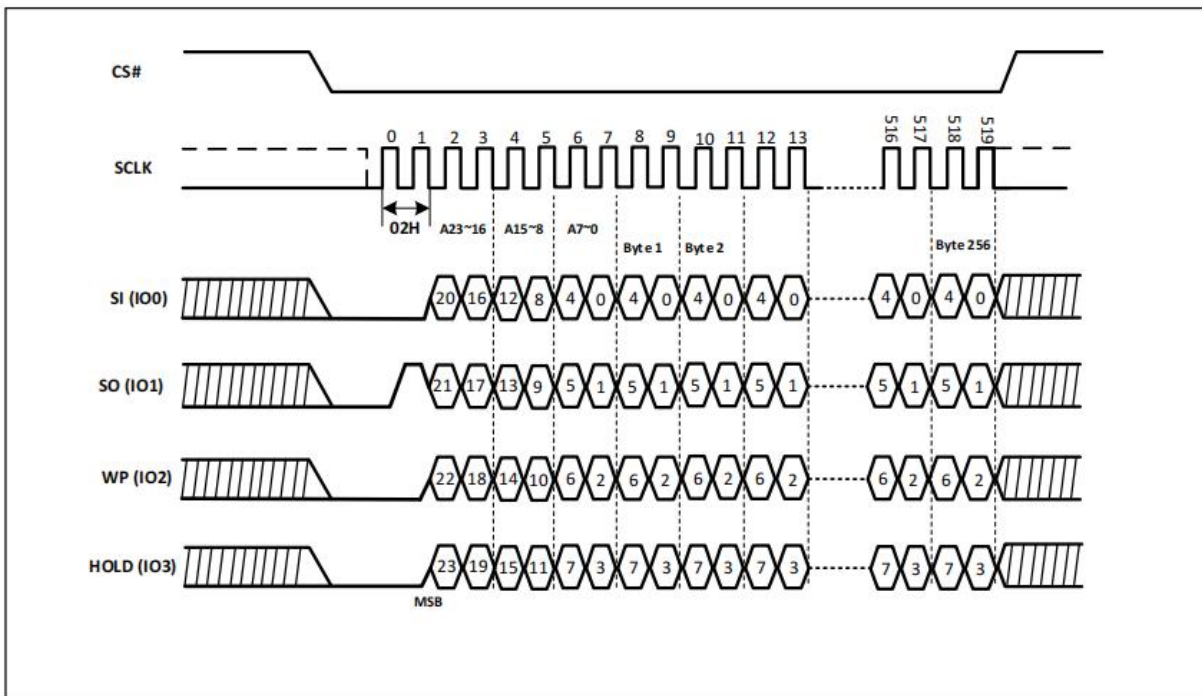 CS#
0 1 2 3 4 5 6 7 8 9 10 11 12 13 516 517 518 519
SCLK
02H A23~16 A15~8 A7~0
Byte 1 Byte 2 Byte 256
SI (IO0) 20 16 12 8 4 0 4 0 4 0 4 0 4 0 4 0
SO (IO1) 21 17 13 9 5 1 5 1 5 1 5 1 5 1 5 1
WP (IO2) 22 18 14 10 6 2 6 2 6 2 6 2 6 2 6 2
HOLD (IO3) 23 19 15 11 7 3 7 3 7 3 7 3 7 3 7 3
MSB